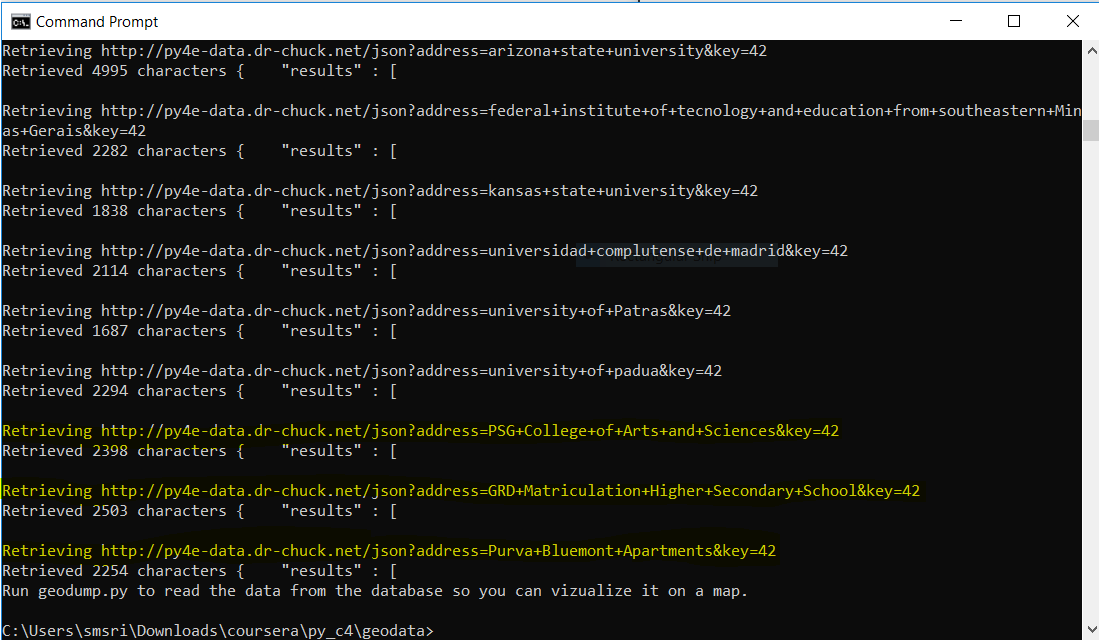 Command Prompt
Retrieving http://py4e-data.dr-chuck.net/json?address=arizona+state+university&key=42
Retrieved 4995 characters {    "results" : [
Retrieving http://py4e-data.dr-chuck.net/json?address=federal+institute+of+tecnology+and+education+from+southeastern+Min
as+Gerais&key=42
Retrieved 2282 characters {    "results" : [
Retrieving http://py4e-data.dr-chuck.net/json?address=kansas+state+university&key=42
Retrieved 1838 characters {    "results" : [
Retrieving http://py4e-data.dr-chuck.net/json?address=universidad+complutense+de+madrid&key=42
Retrieved 2114 characters {    "results" : [
Retrieving http://py4e-data.dr-chuck.net/json?address=university+of+Patras&key=42
Retrieved 1687 characters {    "results" : [
Retrieving http://py4e-data.dr-chuck.net/json?address=university+of+padua&key=42
Retrieved 2294 characters {    "results" : [
Retrieving http://py4e-data.dr-chuck.net/json?address=PSG+College+of+Arts+and+Sciences&key=42
Retrieved 2398 characters {    "results" : [
Retrieving http://py4e-data.dr-chuck.net/json?address=GRD+Matriculation+Higher+Secondary+School&key=42
Retrieved 2503 characters {    "results" : [
Retrieving http://py4e-data.dr-chuck.net/json?address=Purva+Bluemont+Apartments&key=42
Retrieved 2254 characters {    "results" : [
Run geodump.py to read the data from the database so you can vizualize it on a map.
C:\Users\smsri\Downloads\coursera\py_c4\geodata>